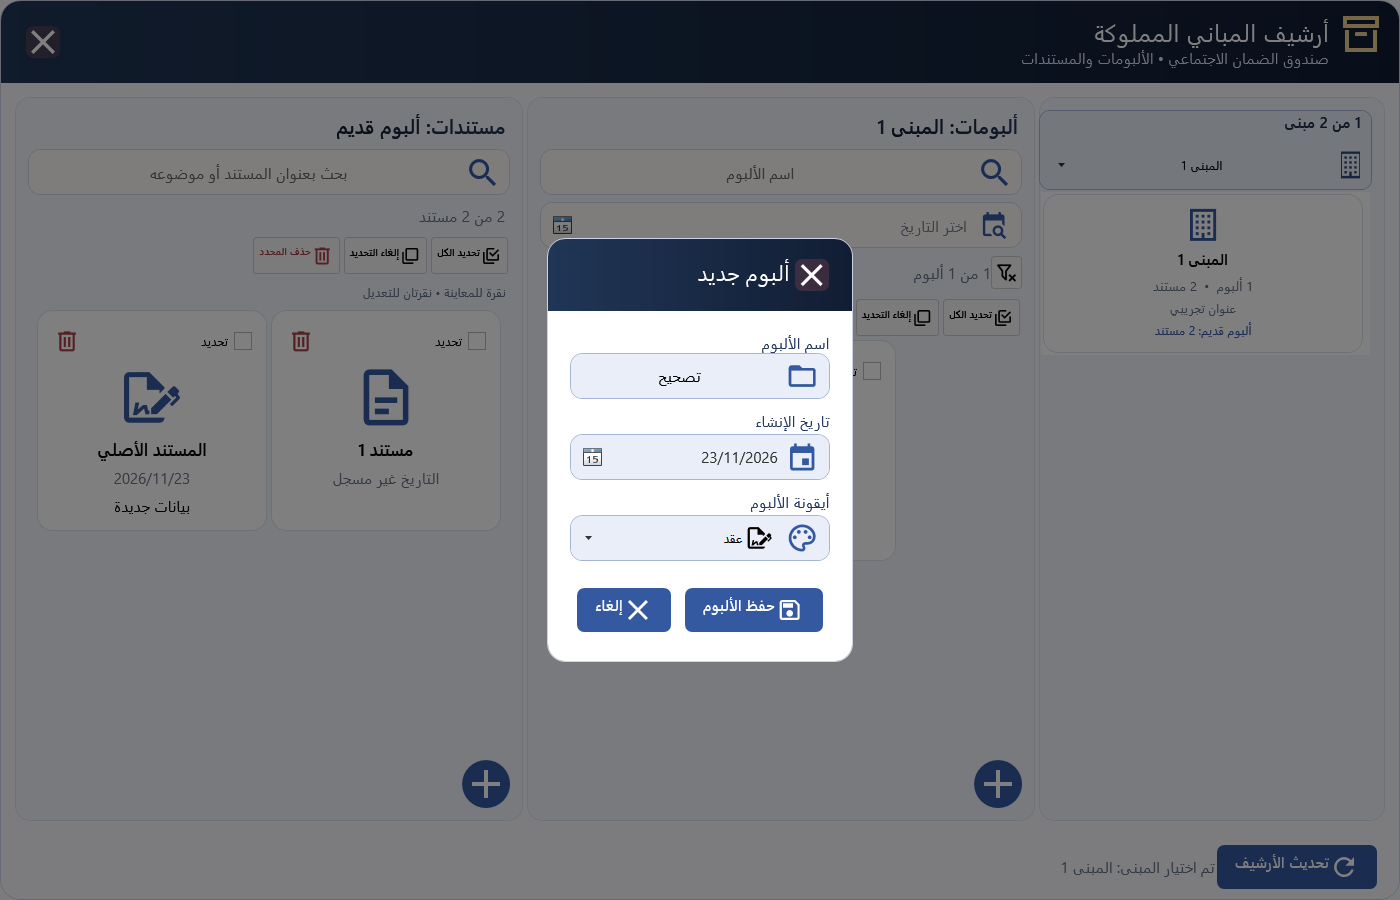 أرشيف المباني المملوكة
صندوق الضمان الاجتماعي • الألبومات والمستندات
1 من 2 مبنى
المبنى 1
المبنى 1
1 ألبوم • 2 مستند
عنوان تجريبي
ألبوم قديم: 2 مستند
ألبومات: المبنى 1
اسم الألبوم
اختر التاريخ
15
1 من 1 ألبوم
تحديد الكل
إلغاء التحديد
مستندات: ألبوم قديم
بحث بعنوان المستند أو موضوعه
2 من 2 مستند
تحديد الكل
إلغاء التحديد
حذف المحدد
نقرة للمعاينة • نقرتان للتعديل
تحديد
مستند 1
التاريخ غير مسجل
تحديد
المستند الأصلي
2026/11/23
بيانات جديدة
ألبوم جديد
اسم الألبوم
تصحيح
تاريخ الإنشاء
23/11/2026
15
أيقونة الألبوم
عقد
حفظ الألبوم
إلغاء
تحديث الأرشيف
تم اختيار المبنى: المبنى 1